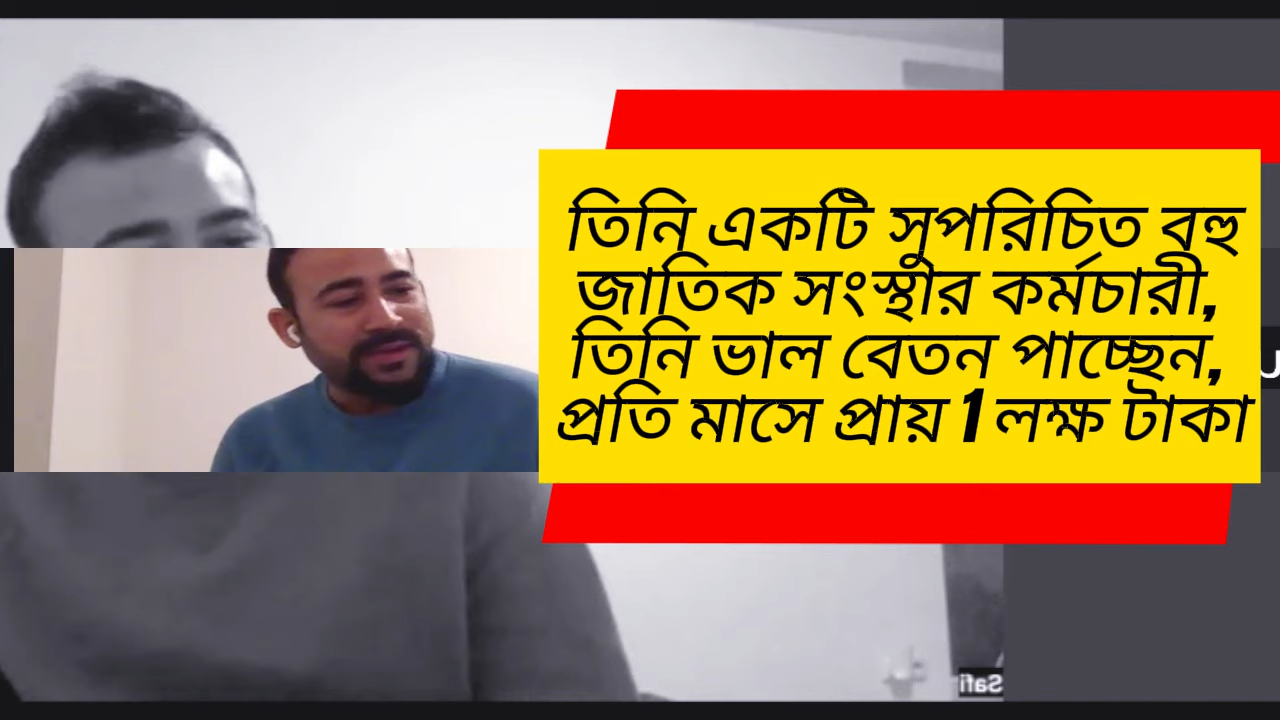 তিনি একটি সুপরিচিত বহু
জাতিক সংস্থার কর্মচারী,
তিনি ভাল বেতন পাচ্ছেন,
প্রতি মাসে প্রায় 1 লক্ষ টাকা
Safi